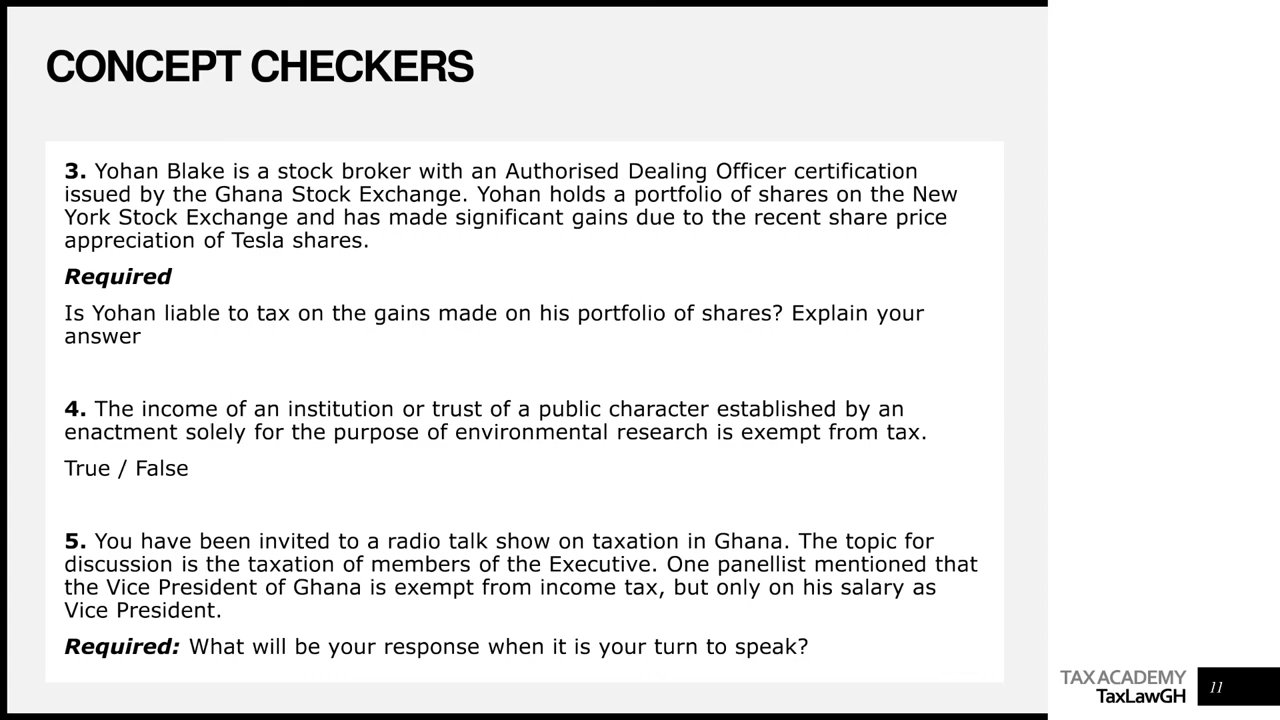 CONCEPT CHECKERS
3. Yohan Blake is a stock broker with an Authorised Dealing Officer certification
issued by the Ghana Stock Exchange. Yohan holds a portfolio of shares on the New
York Stock Exchange and has made significant gains due to the recent share price
appreciation of Tesla shares.
Required
Is Yohan liable to tax on the gains made on his portfolio of shares? Explain your
answer
4. The income of an institution or trust of a public character established by an
enactment solely for the purpose of environmental research is exempt from tax.
True / False
5. You have been invited to a radio talk show on taxation in Ghana. The topic for
discussion is the taxation of members of the Executive. One panellist mentioned that
the Vice President of Ghana is exempt from income tax, but only on his salary as
Vice President.
Required: What will be your response when it is your turn to speak?
TAX ACADEMY
TaxLawGH
11